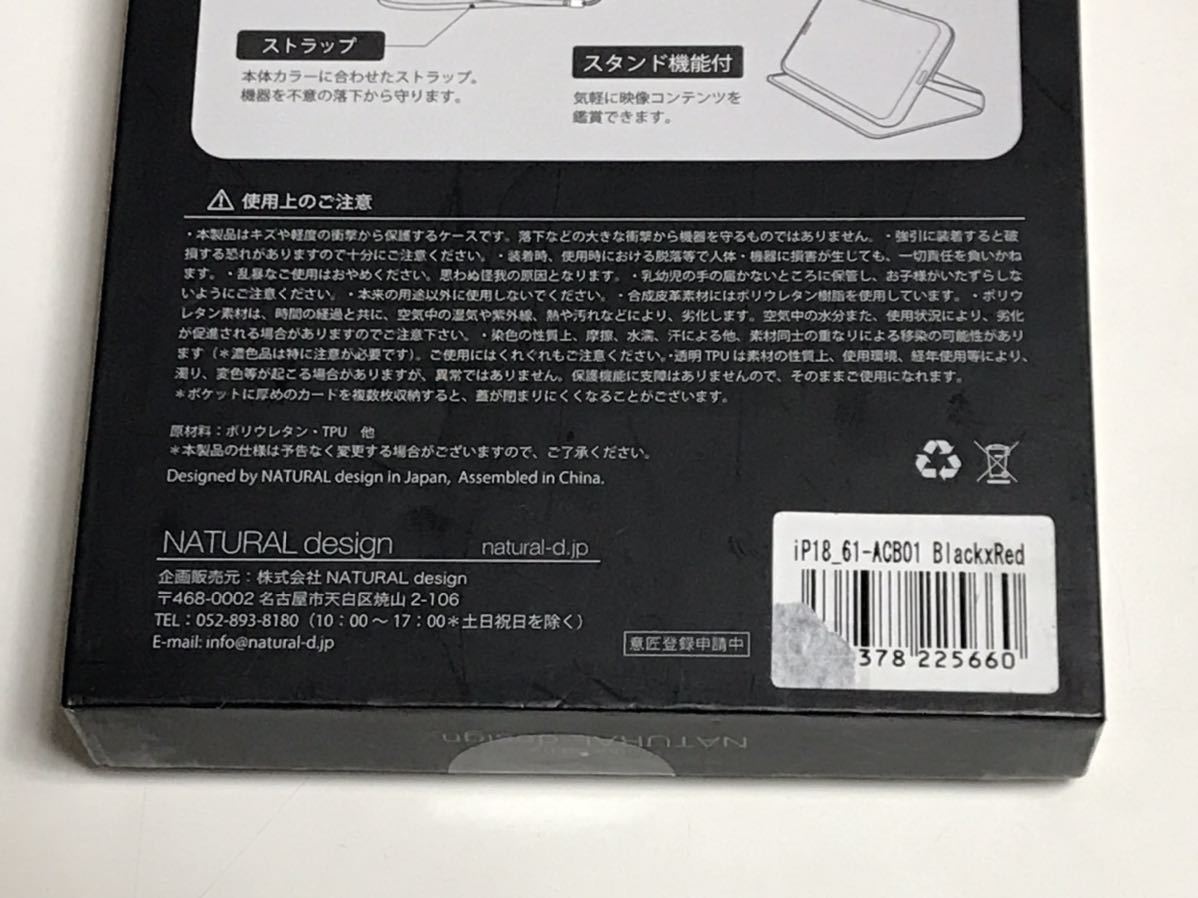 ストラップ
本体カラーに合わせたストラップ。
機器を不意の落下から守ります。
スタンド機能付
気軽に映像コンテンツを
鑑賞できます。
使用上のご注意
・本製品はキズや軽度の衝撃から保護するケースです。落下などの大きな衝撃から機器を守るものではありません。・強引に装着すると破
損する恐れがありますので十分にご注意ください。・装着時、使用時における脱落等で人体・機器に損害が生じても、一切責任を負いかね
ます。・乱暴なご使用はおやめください。思わぬ怪我の原因となります。・乳幼児の手の届かないところに保管し、お子様がいたずらしな
いようにご注意ください。・本来の用途以外に使用しないでください。・合成皮革素材にはポリウレタン樹脂を使用しています。・ポリウ
レタン素材は、時間の経過と共に、空気中の湿気や紫外線、熱や汚れなどにより、劣化します。空気中の水分また、使用状況により、劣化
が促進される場合がありますのでご注意下さい。・染色の性質上、摩擦、水濡、汗による他、素材同士の重なりによる移染の可能性があり
ます（＊濃色品は特に注意が必要です）。ご使用にはくれぐれもご注意ください。・透明TPUは素材の性質上、使用環境、経年使用等により、
濁り、変色等が起こる場合がありますが、異常ではありません。保護機能に支障はありませんので、そのままご使用になれます。
＊ポケットに厚めのカードを複数枚収納すると、蓋が閉まりにくくなることがございます。
原材料：ポリウレタン・TPU　他
＊本製品の仕様は予告なく変更する場合がございますので、ご了承ください。
Designed by NATURAL design in Japan, Assembled in China.
NATURAL design natural-d.jp
企画販売元：株式会社 NATURAL design
〒468-0002 名古屋市天白区焼山 2-106
TEL：052-893-8180（10：00～17：00＊土日祝日を除く）
E-mail: info@natural-d.jp
意匠登録申請中
iP18_61-ACB01 BlackxRed
378 225660
NATURAL design